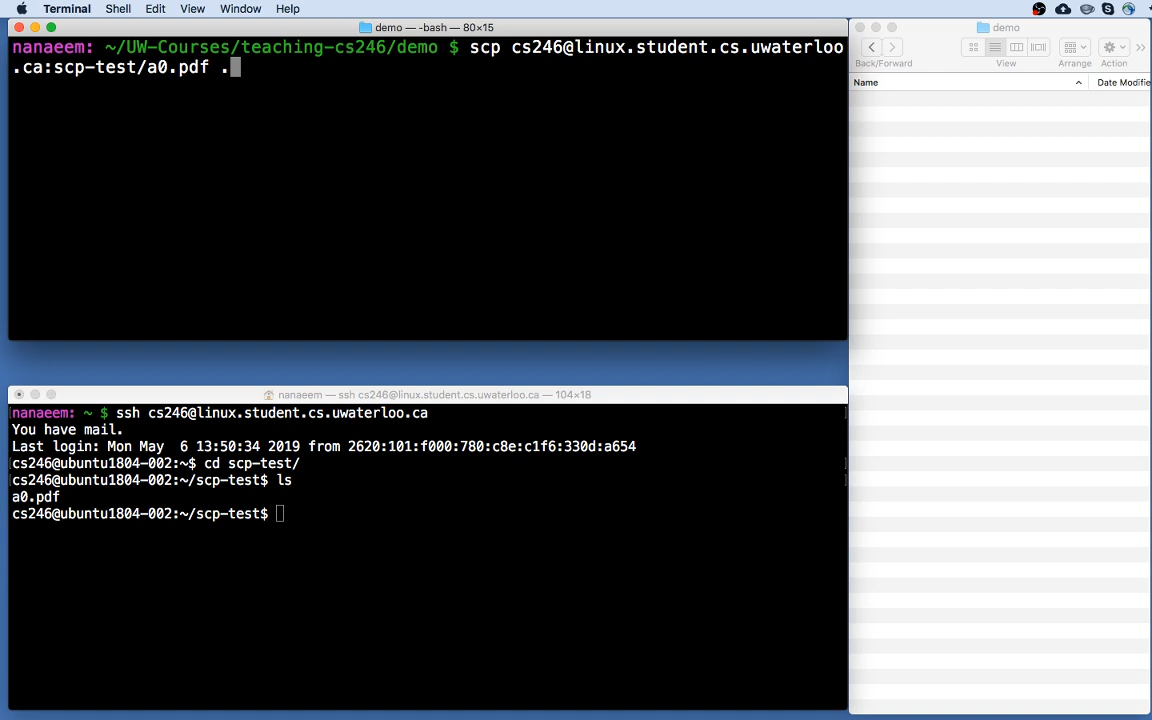 Terminal Shell Edit View Window Help
demo — -bash — 80×15
nanaeem: ~/UW-Courses/teaching-cs246/demo $ scp cs246@linux.student.cs.uwaterloo
.ca:scp-test/a0.pdf .
demo
Back/Forward View Arrange Action
Name Date Modifie
nanaeem — ssh cs246@linux.student.cs.uwaterloo.ca — 104×18
nanaeem: ~ $ ssh cs246@linux.student.cs.uwaterloo.ca
You have mail.
Last login: Mon May  6 13:50:34 2019 from 2620:101:f000:780:c8e:c1f6:330d:a654
cs246@ubuntu1804-002:~$ cd scp-test/
cs246@ubuntu1804-002:~/scp-test$ ls
a0.pdf
cs246@ubuntu1804-002:~/scp-test$